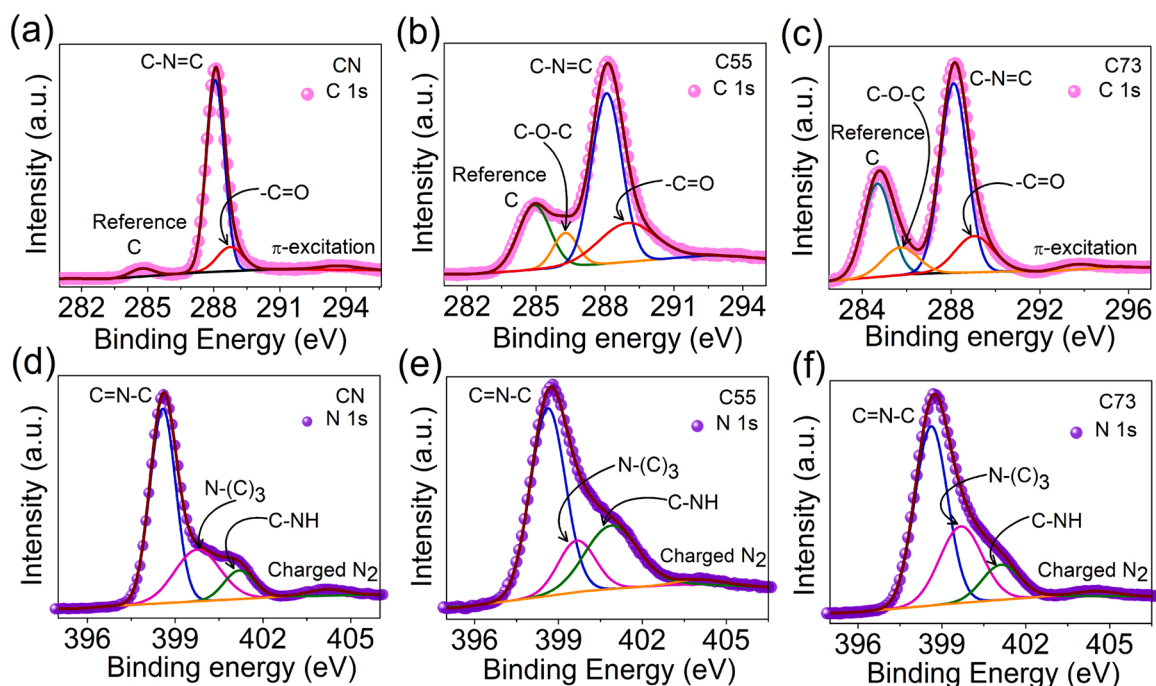 (a)
C-N=C
CN
C 1s
-C=O
Reference
C
π-excitation
Intensity (a.u.)
282 285 288 291 294
Binding Energy (eV)
(b)
C-N=C
C55
C 1s
C-O-C
Reference
C
-C=O
Intensity (a.u.)
282 285 288 291 294
Binding energy (eV)
(c)
C73
C-N=C
C 1s
C-O-C
Reference
C
-C=O
π-excitation
Intensity (a.u.)
284 288 292 296
Binding energy (eV)
(d)
C=N-C
CN
N 1s
N-(C)3
C-NH
Charged N2
Intensity (a.u.)
396 399 402 405
Binding energy (eV)
(e)
C=N-C
C55
N 1s
N-(C)3
C-NH
Charged N2
Intensity (a.u.)
396 399 402 405
Binding energy (eV)
(f)
C73
C=N-C
N 1s
N-(C)3
C-NH
Charged N2
Intensity (a.u.)
396 399 402 405
Binding Energy (eV)